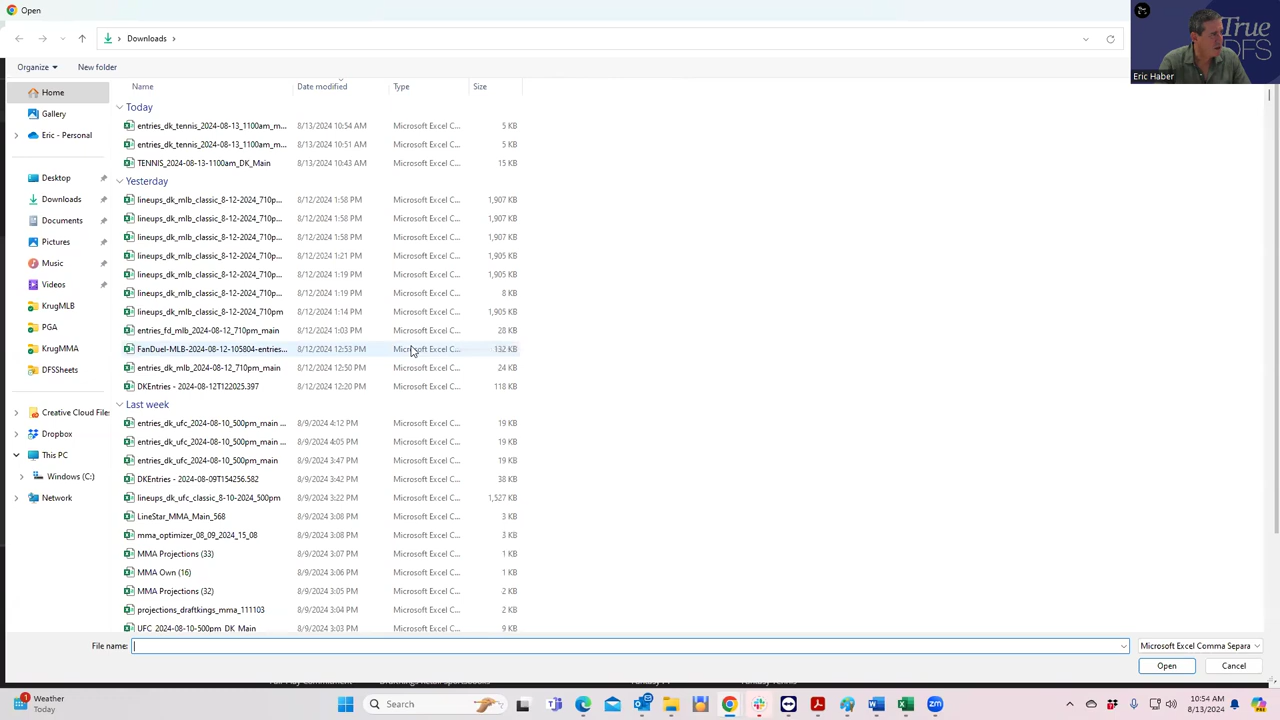 Open
Downloads
Organize
New folder
Name Date modified Type Size
Home
Gallery
Eric - Personal
Desktop
Downloads
Documents
Pictures
Music
Videos
KrugMLB
PGA
KrugMMA
DFSSheets
Creative Cloud Files
Dropbox
This PC
Windows (C:)
Network
Today
entries_dk_tennis_2024-08-13_1100am_m... 8/13/2024 10:54 AM Microsoft Excel C... 5 KB
entries_dk_tennis_2024-08-13_1100am_m... 8/13/2024 10:51 AM Microsoft Excel C... 5 KB
TENNIS_2024-08-13-1100am_DK_Main 8/13/2024 10:43 AM Microsoft Excel C... 15 KB
Yesterday
lineups_dk_mlb_classic_8-12-2024_710p... 8/12/2024 1:58 PM Microsoft Excel C... 1,907 KB
lineups_dk_mlb_classic_8-12-2024_710p... 8/12/2024 1:58 PM Microsoft Excel C... 1,907 KB
lineups_dk_mlb_classic_8-12-2024_710p... 8/12/2024 1:58 PM Microsoft Excel C... 1,907 KB
lineups_dk_mlb_classic_8-12-2024_710p... 8/12/2024 1:21 PM Microsoft Excel C... 1,905 KB
lineups_dk_mlb_classic_8-12-2024_710p... 8/12/2024 1:19 PM Microsoft Excel C... 1,905 KB
lineups_dk_mlb_classic_8-12-2024_710p... 8/12/2024 1:19 PM Microsoft Excel C... 8 KB
lineups_dk_mlb_classic_8-12-2024_710pm 8/12/2024 1:14 PM Microsoft Excel C... 1,905 KB
entries_fd_mlb_2024-08-12_710pm_main 8/12/2024 1:03 PM Microsoft Excel C... 28 KB
FanDuel-MLB-2024-08-12-105804-entries... 8/12/2024 12:53 PM Microsoft Excel C... 132 KB
entries_dk_mlb_2024-08-12_710pm_main 8/12/2024 12:50 PM Microsoft Excel C... 24 KB
DKEntries - 2024-08-12T122025.397 8/12/2024 12:20 PM Microsoft Excel C... 118 KB
Last week
entries_dk_ufc_2024-08-10_500pm_main ... 8/9/2024 4:12 PM Microsoft Excel C... 19 KB
entries_dk_ufc_2024-08-10_500pm_main ... 8/9/2024 4:05 PM Microsoft Excel C... 19 KB
entries_dk_ufc_2024-08-10_500pm_main 8/9/2024 3:47 PM Microsoft Excel C... 19 KB
DKEntries - 2024-08-09T154256.582 8/9/2024 3:42 PM Microsoft Excel C... 38 KB
lineups_dk_ufc_classic_8-10-2024_500pm 8/9/2024 3:22 PM Microsoft Excel C... 1,527 KB
LineStar_MMA_Main_568 8/9/2024 3:08 PM Microsoft Excel C... 3 KB
mma_optimizer_08_09_2024_15_08 8/9/2024 3:08 PM Microsoft Excel C... 3 KB
MMA Projections (33) 8/9/2024 3:07 PM Microsoft Excel C... 1 KB
MMA Own (16) 8/9/2024 3:06 PM Microsoft Excel C... 1 KB
MMA Projections (32) 8/9/2024 3:05 PM Microsoft Excel C... 2 KB
projections_draftkings_mma_111103 8/9/2024 3:04 PM Microsoft Excel C... 2 KB
UFC_2024-08-10-500pm_DK_Main 8/9/2024 3:03 PM Microsoft Excel C... 9 KB
File name:
Microsoft Excel Comma Separa
Open Cancel
True
DFS
Eric Haber
Weather
Today
Search
10:54 AM
8/13/2024